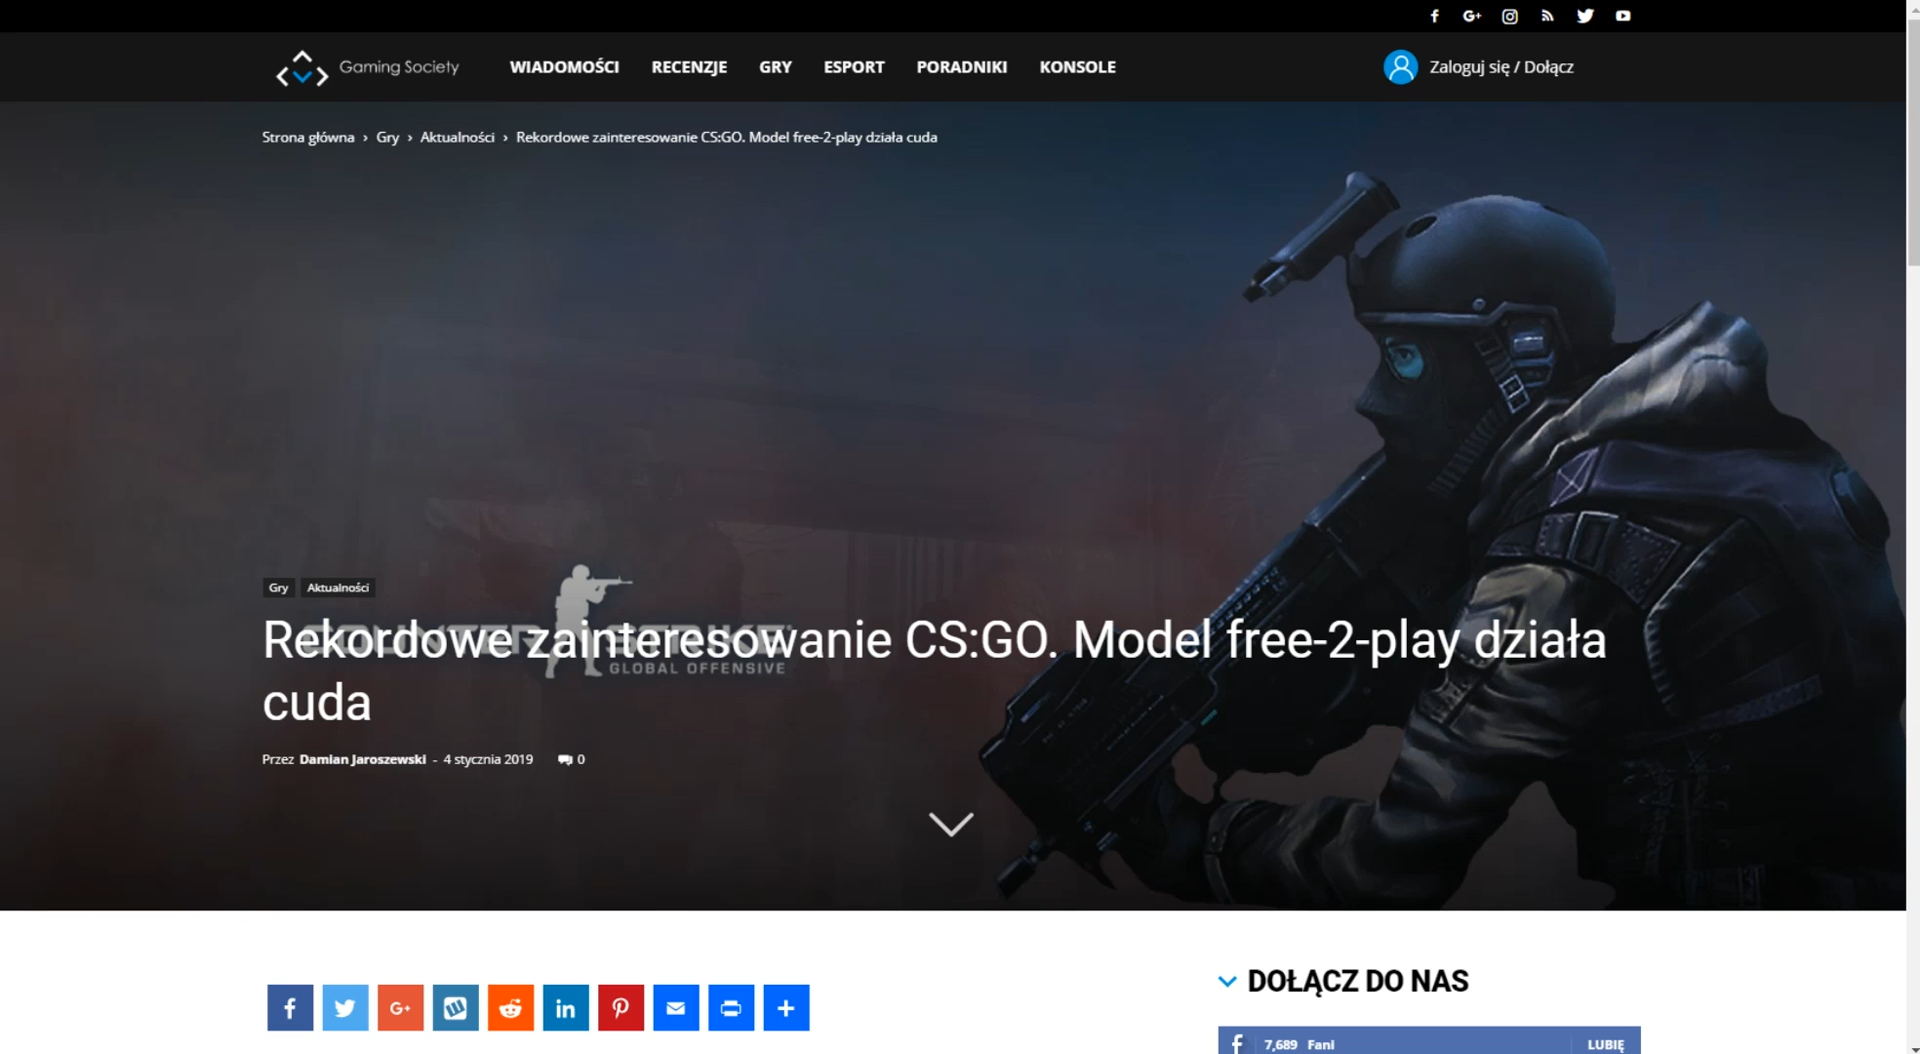 Gaming Society
WIADOMOŚCI RECENZJE GRY ESPORT PORADNIKI KONSOLE
Zaloguj się / Dołącz
Strona główna › Gry › Aktualności › Rekordowe zainteresowanie CS:GO. Model free-2-play działa cuda
Gry Aktualności
COUNTER STRIKE
GLOBAL OFFENSIVE
Rekordowe zainteresowanie CS:GO. Model free-2-play działa
cuda
Przez Damian Jaroszewski - 4 stycznia 2019 0
DOŁĄCZ DO NAS
7,689 Fani LUBIĘ